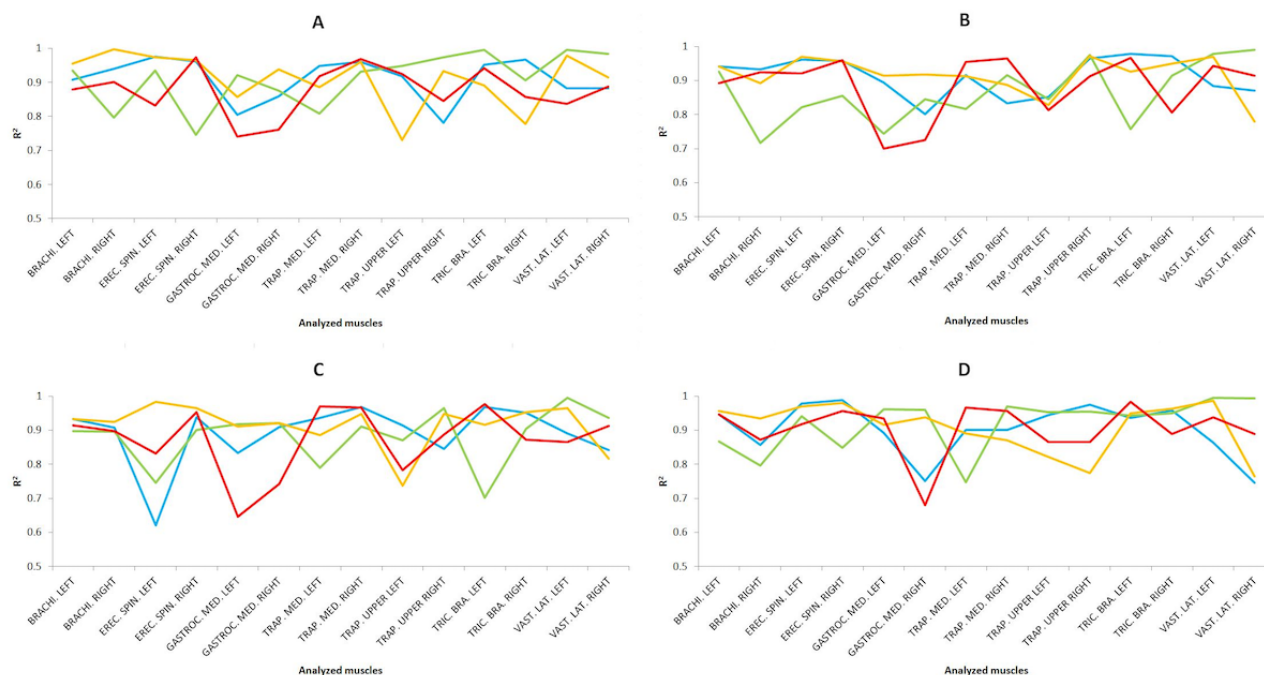 A
1
0.9
0.8
0.7
0.6
0.5
R²
BRACHI. LEFT
BRACHI. RIGHT
EREC. SPIN. LEFT
EREC. SPIN. RIGHT
GASTROC. MED. LEFT
GASTROC. MED. RIGHT
TRAP. MED. LEFT
TRAP. MED. RIGHT
TRAP. UPPER LEFT
TRAP. UPPER RIGHT
TRIC. BRA. LEFT
TRIC. BRA. RIGHT
VAST. LAT. LEFT
VAST. LAT. RIGHT
Analyzed muscles
B
1
0.9
0.8
0.7
0.6
0.5
R²
BRACHI. LEFT
BRACHI. RIGHT
EREC. SPIN. LEFT
EREC. SPIN. RIGHT
GASTROC. MED. LEFT
GASTROC. MED. RIGHT
TRAP. MED. LEFT
TRAP. MED. RIGHT
TRAP. UPPER LEFT
TRAP. UPPER RIGHT
TRIC. BRA. LEFT
TRIC. BRA. RIGHT
VAST. LAT. LEFT
VAST. LAT. RIGHT
Analyzed muscles
C
1
0.9
0.8
0.7
0.6
0.5
R²
BRACHI. LEFT
BRACHI. RIGHT
EREC. SPIN. LEFT
EREC. SPIN. RIGHT
GASTROC. MED. LEFT
GASTROC. MED. RIGHT
TRAP. MED. LEFT
TRAP. MED. RIGHT
TRAP. UPPER LEFT
TRAP. UPPER RIGHT
TRIC. BRA. LEFT
TRIC. BRA. RIGHT
VAST. LAT. LEFT
VAST. LAT. RIGHT
Analyzed muscles
D
1
0.9
0.8
0.7
0.6
0.5
R²
BRACHI. LEFT
BRACHI. RIGHT
EREC. SPIN. LEFT
EREC. SPIN. RIGHT
GASTROC. MED. LEFT
GASTROC. MED. RIGHT
TRAP. MED. LEFT
TRAP. MED. RIGHT
TRAP. UPPER LEFT
TRAP. UPPER RIGHT
TRIC. BRA. LEFT
TRIC. BRA. RIGHT
VAST. LAT. LEFT
VAST. LAT. RIGHT
Analyzed muscles